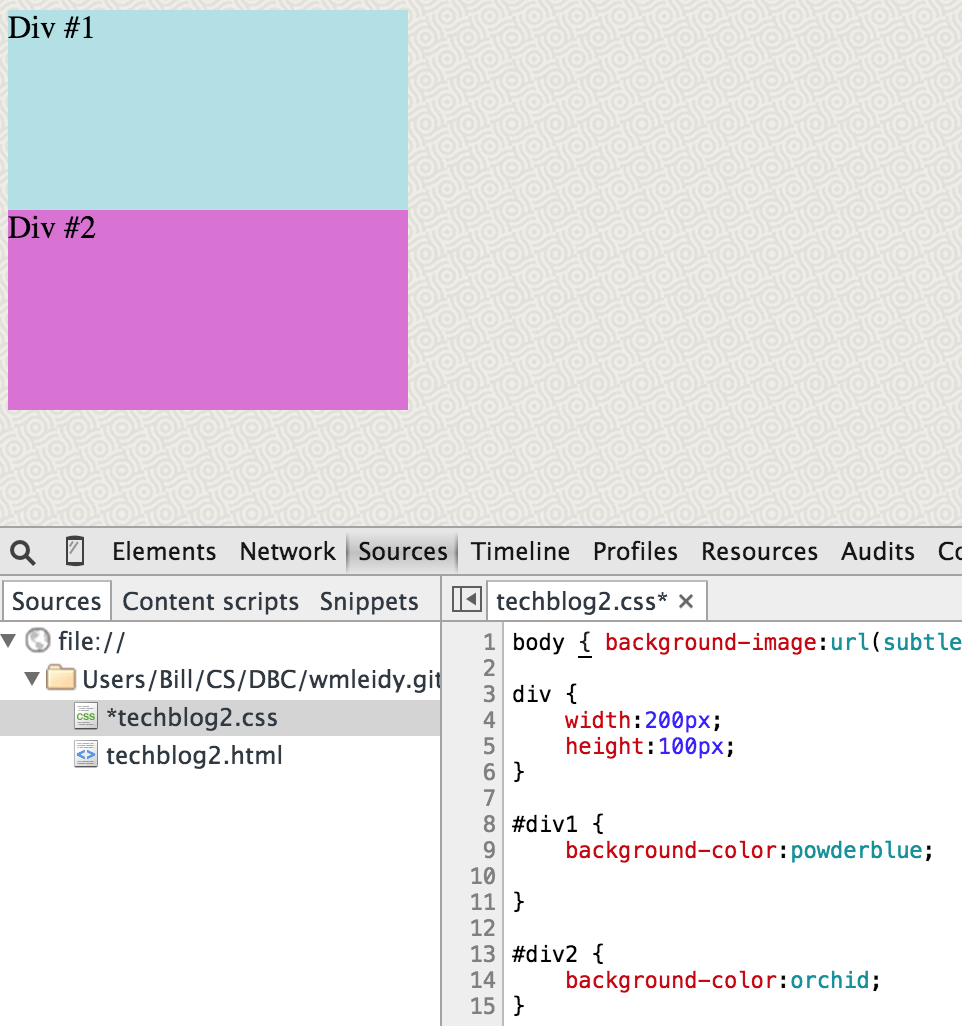 Div #1
Div #2
Elements Network Sources Timeline Profiles Resources Audits Co
Sources Content scripts Snippets
techblog2.css* ×
file://
Users/Bill/CS/DBC/wmleidy.git
*techblog2.css
techblog2.html
1 body { background-image:url(subtle
2
3 div {
4     width:200px;
5     height:100px;
6 }
7
8 #div1 {
9     background-color:powderblue;
10
11 }
12
13 #div2 {
14     background-color:orchid;
15 }